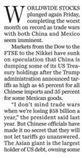 WORLDWIDE STOCKS
plunged again Friday,
completing the worst
month on record, as trade war
with both China and Mexico
seem imminent.
Markets from the Dow to the
FTSE to the Nikkei have sunk
on speculation that China is
dumping some of its US Trea-
sury holdings after the Trump
administration announced tar-
iffs as high as 45 percent for all
Chinese imports and 35 percent
for some Mexican goods.
"I don't mind trade wars
when we're losing $58 billion a
year," the president said last
year. But Chinese officials have
made it no secret that they will
not let tariffs go unanswered.
The Asian giant is the largest
holder of US debt, owning some